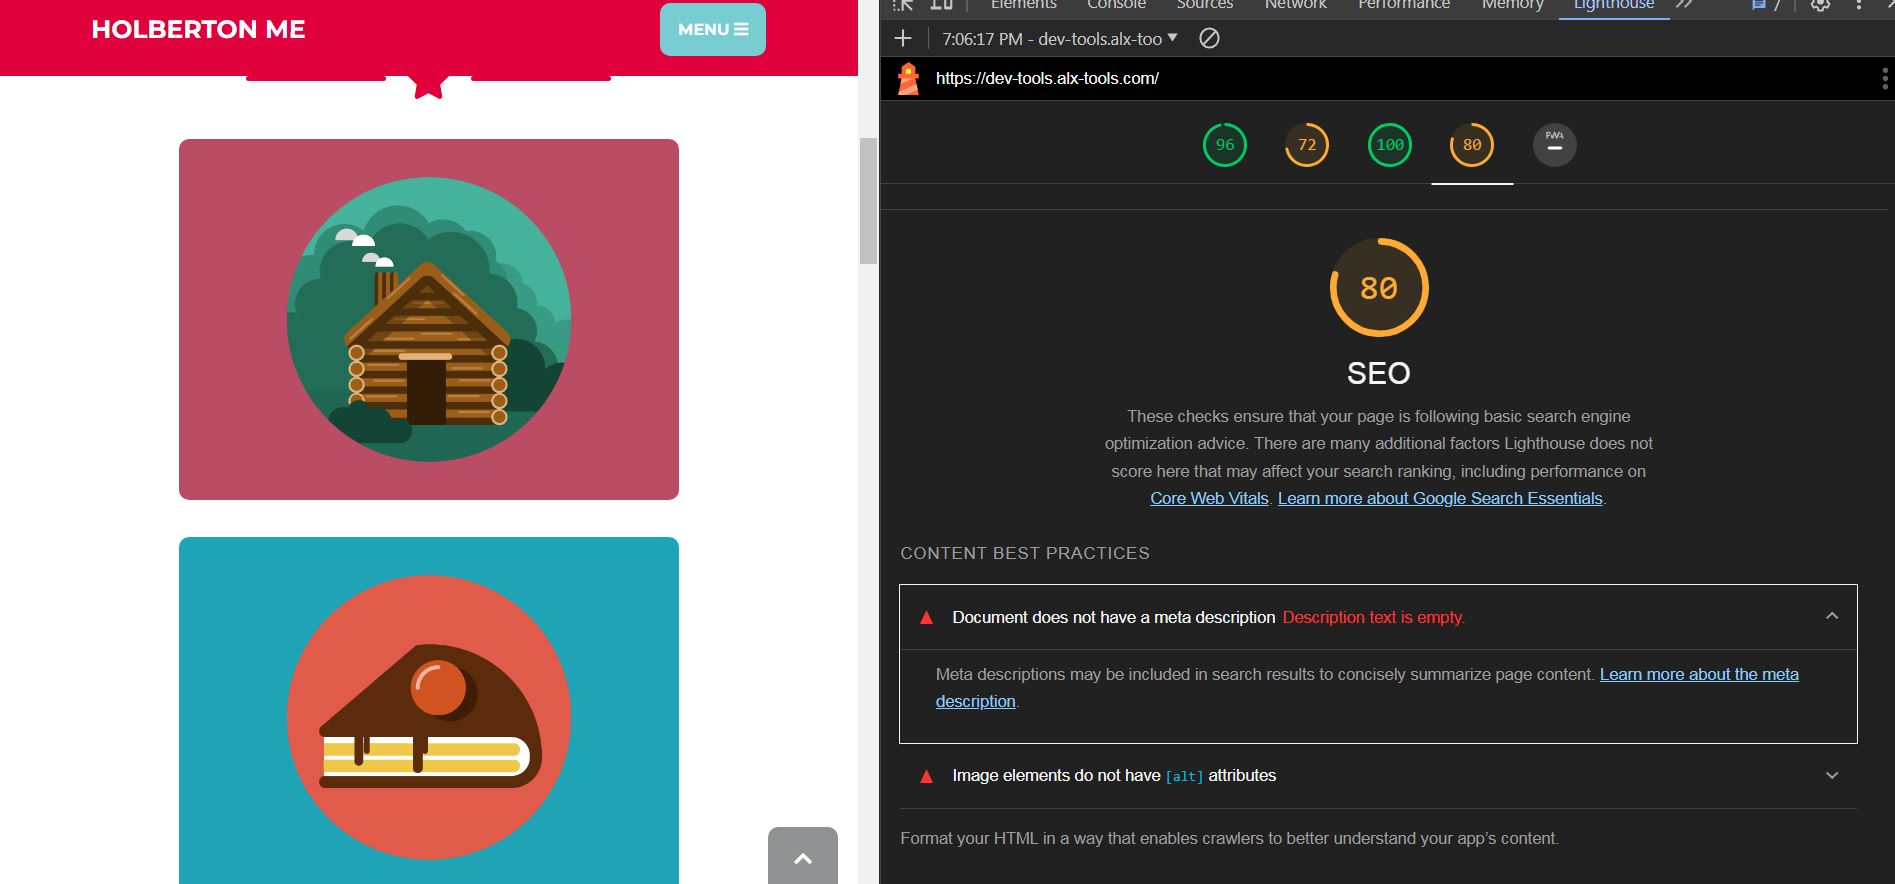 HOLBERTON ME
MENU
Elements Console Sources Network Performance Memory Lighthouse 7
7:06:17 PM - dev-tools.alx-too
https://dev-tools.alx-tools.com/
96 72 100 80 PWA
80
SEO
These checks ensure that your page is following basic search engine
optimization advice. There are many additional factors Lighthouse does not
score here that may affect your search ranking, including performance on
Core Web Vitals. Learn more about Google Search Essentials.
CONTENT BEST PRACTICES
Document does not have a meta description Description text is empty.
Meta descriptions may be included in search results to concisely summarize page content. Learn more about the meta
description.
Image elements do not have [alt] attributes
Format your HTML in a way that enables crawlers to better understand your app’s content.